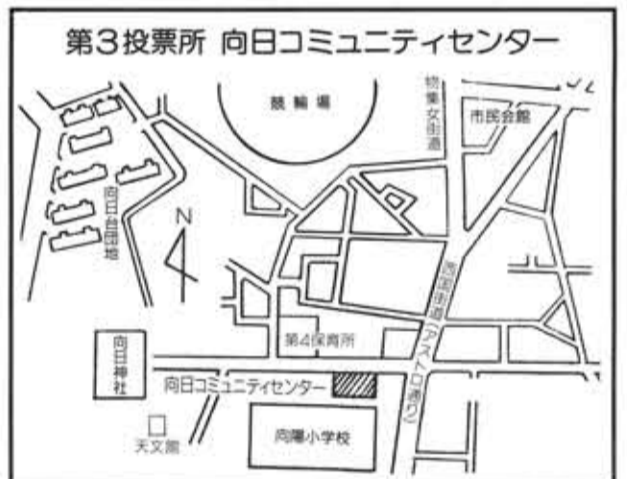 第3投票所 向日コミュニティセンター
競輪場
物集女街道
市民会館
向日台団地
N
西国街道(アストロ通り)
第4保育所
向日神社
向日コミュニティセンター
天文館
向陽小学校